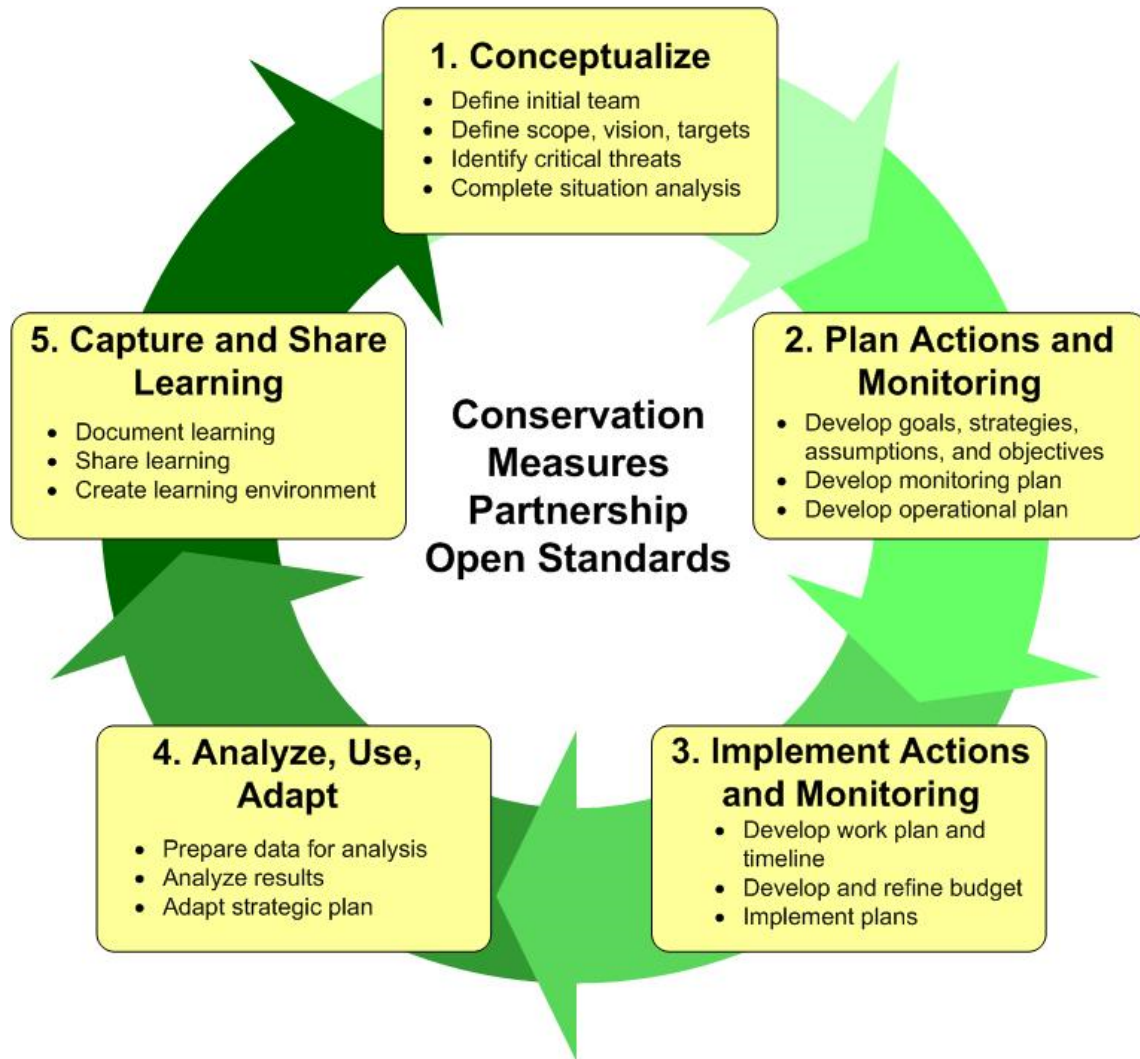 1. Conceptualize
• Define initial team
• Define scope, vision, targets
• Identify critical threats
• Complete situation analysis
2. Plan Actions and
Monitoring
• Develop goals, strategies,
assumptions, and objectives
• Develop monitoring plan
• Develop operational plan
3. Implement Actions
and Monitoring
• Develop work plan and
timeline
• Develop and refine budget
• Implement plans
4. Analyze, Use,
Adapt
• Prepare data for analysis
• Analyze results
• Adapt strategic plan
5. Capture and Share
Learning
• Document learning
• Share learning
• Create learning environment
Conservation
Measures
Partnership
Open Standards